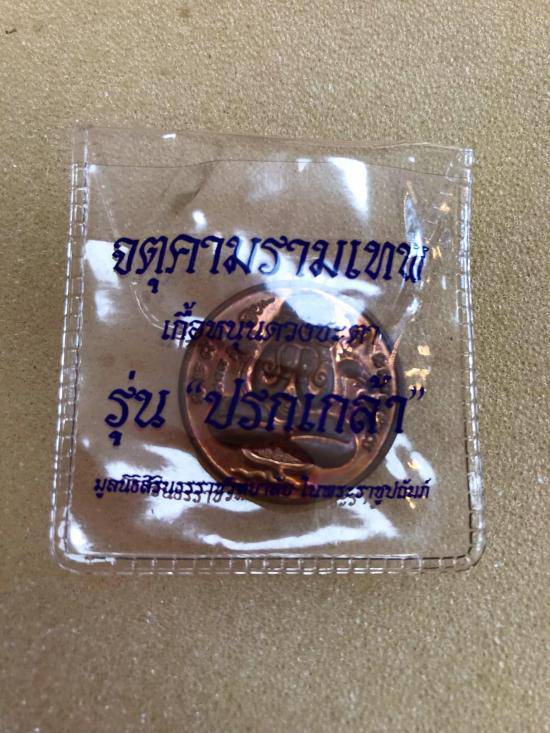 จตุคามรามเทพ
เกื้อหนุนดวงชะตา
รุ่น “ปรกเกล้า”
มูลนิธิสิรินธรราชวิทยาลัย ในพระราชูปถัมภ์